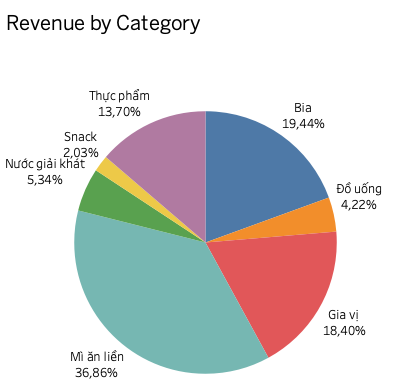 Revenue by Category
Thực phẩm
13,70%
Bia
19,44%
Snack
2,03%
Nước giải khát
5,34%
Đồ uống
4,22%
Gia vị
18,40%
Mì ăn liền
36,86%